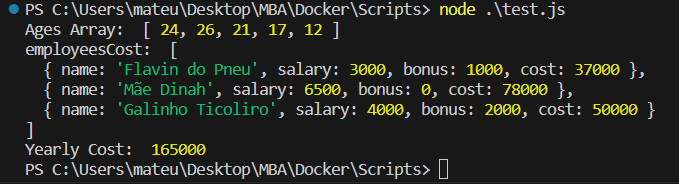 PS C:\Users\mateu\Desktop\MBA\Docker\Scripts> node .\test.js
Ages Array:  [ 24, 26, 21, 17, 12 ]
employeesCost:  [
  { name: 'Flavin do Pneu', salary: 3000, bonus: 1000, cost: 37000 },
  { name: 'Mãe Dinah', salary: 6500, bonus: 0, cost: 78000 },
  { name: 'Galinho Ticoliro', salary: 4000, bonus: 2000, cost: 50000 }
]
Yearly Cost:  165000
PS C:\Users\mateu\Desktop\MBA\Docker\Scripts>